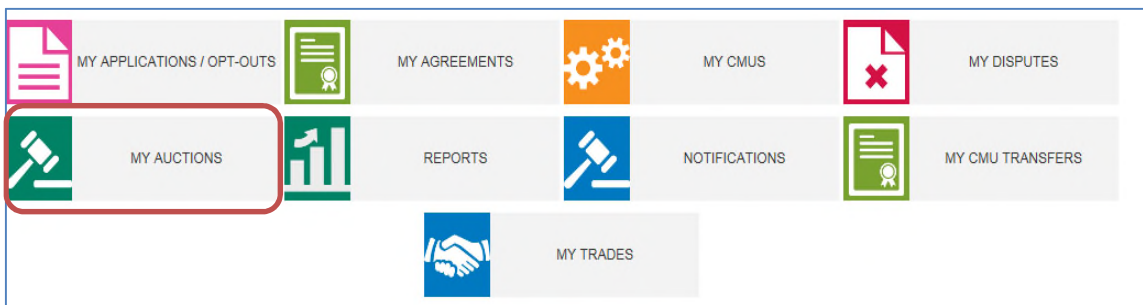 MY APPLICATIONS / OPT-OUTS
MY AGREEMENTS
MY CMUS
MY DISPUTES
MY AUCTIONS
REPORTS
NOTIFICATIONS
MY CMU TRANSFERS
MY TRADES